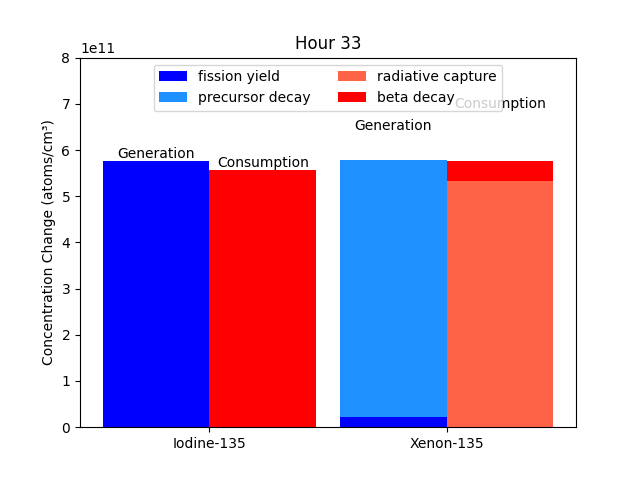 Hour 33
1e11
fission yield
precursor decay
radiative capture
beta decay
Consumption
Generation
Generation
Consumption
8
7
6
5
4
3
2
1
0
Concentration Change (atoms/cm³)
Iodine-135
Xenon-135